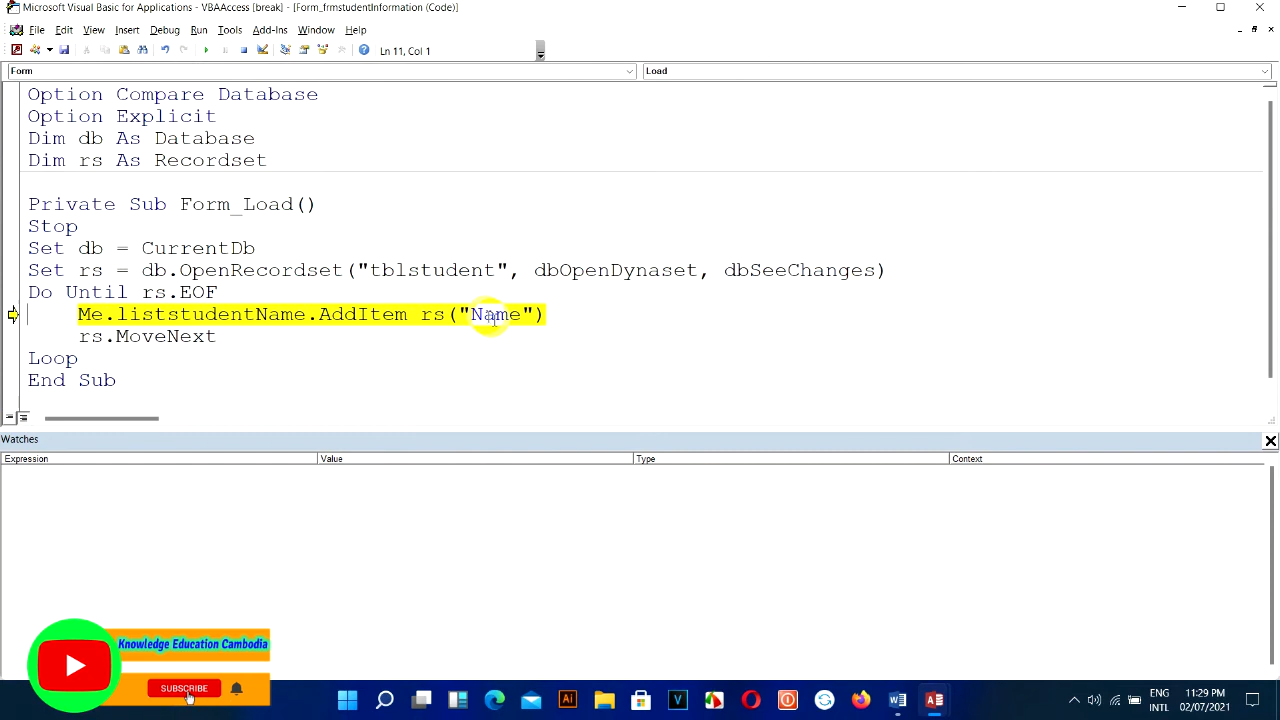 Microsoft Visual Basic for Applications - VBAAccess [break] - [Form_frmstudentInformation (Code)]
File Edit View Insert Debug Run Tools Add-Ins Window Help
Ln 11, Col 1
Form Load
Option Compare Database
Option Explicit
Dim db As Database
Dim rs As Recordset
Private Sub Form_Load()
Stop
Set db = CurrentDb
Set rs = db.OpenRecordset("tblstudent", dbOpenDynaset, dbSeeChanges)
Do Until rs.EOF
Me.liststudentName.AddItem rs("Name")
rs.MoveNext
Loop
End Sub
Watches
Expression Value Type Context
Knowledge Education Cambodia
SUBSCRIBE
ENG 11:29 PM
INTL 02/07/2021